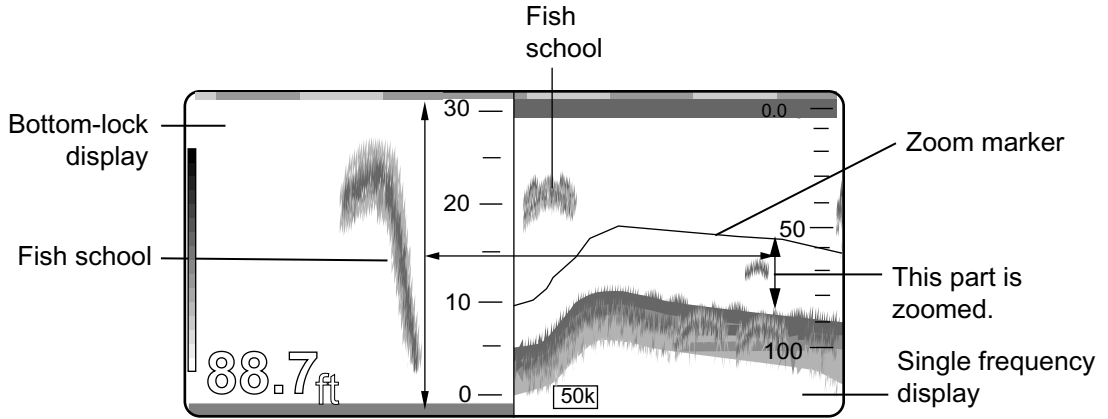 Fish
school
Bottom-lock
display
Fish school
30
20
10
0
88.7ft
0.0
50
100
50k
Zoom marker
This part is
zoomed.
Single frequency
display